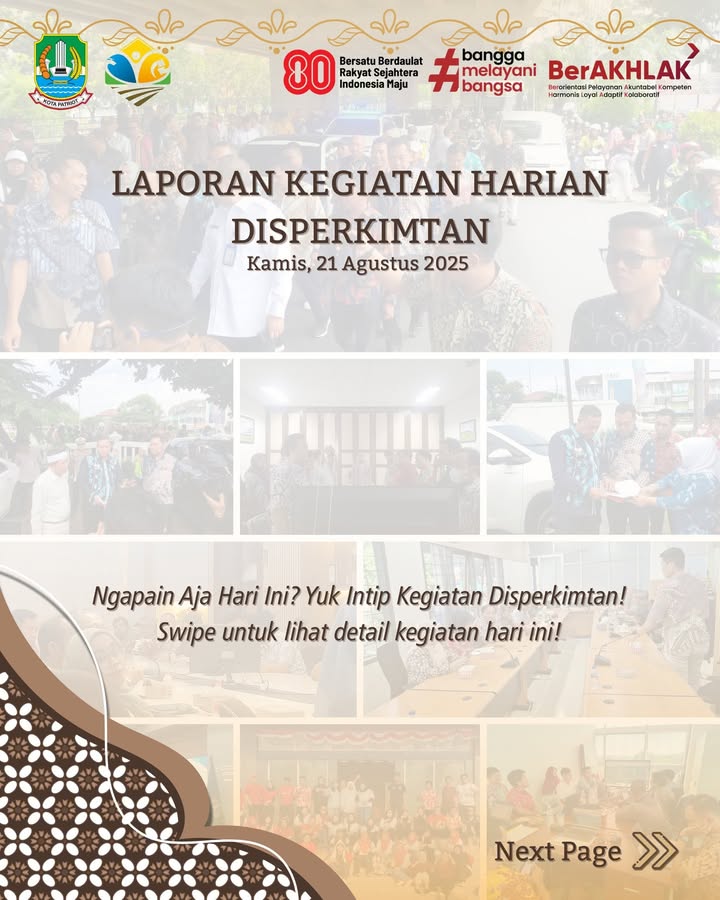 KOTA PATRIOT
80
Bersatu Berdaulat
Rakyat Sejahtera
Indonesia Maju
#bangga
melayani
bangsa
BerAKHLAK
Berorientasi Pelayanan Akuntabel Kompeten
Harmonis Loyal Adaptif Kolaboratif
LAPORAN KEGIATAN HARIAN
DISPERKIMTAN
Kamis, 21 Agustus 2025
Ngapain Aja Hari Ini? Yuk Intip Kegiatan Disperkimtan!
Swipe untuk lihat detail kegiatan hari ini!
Next Page